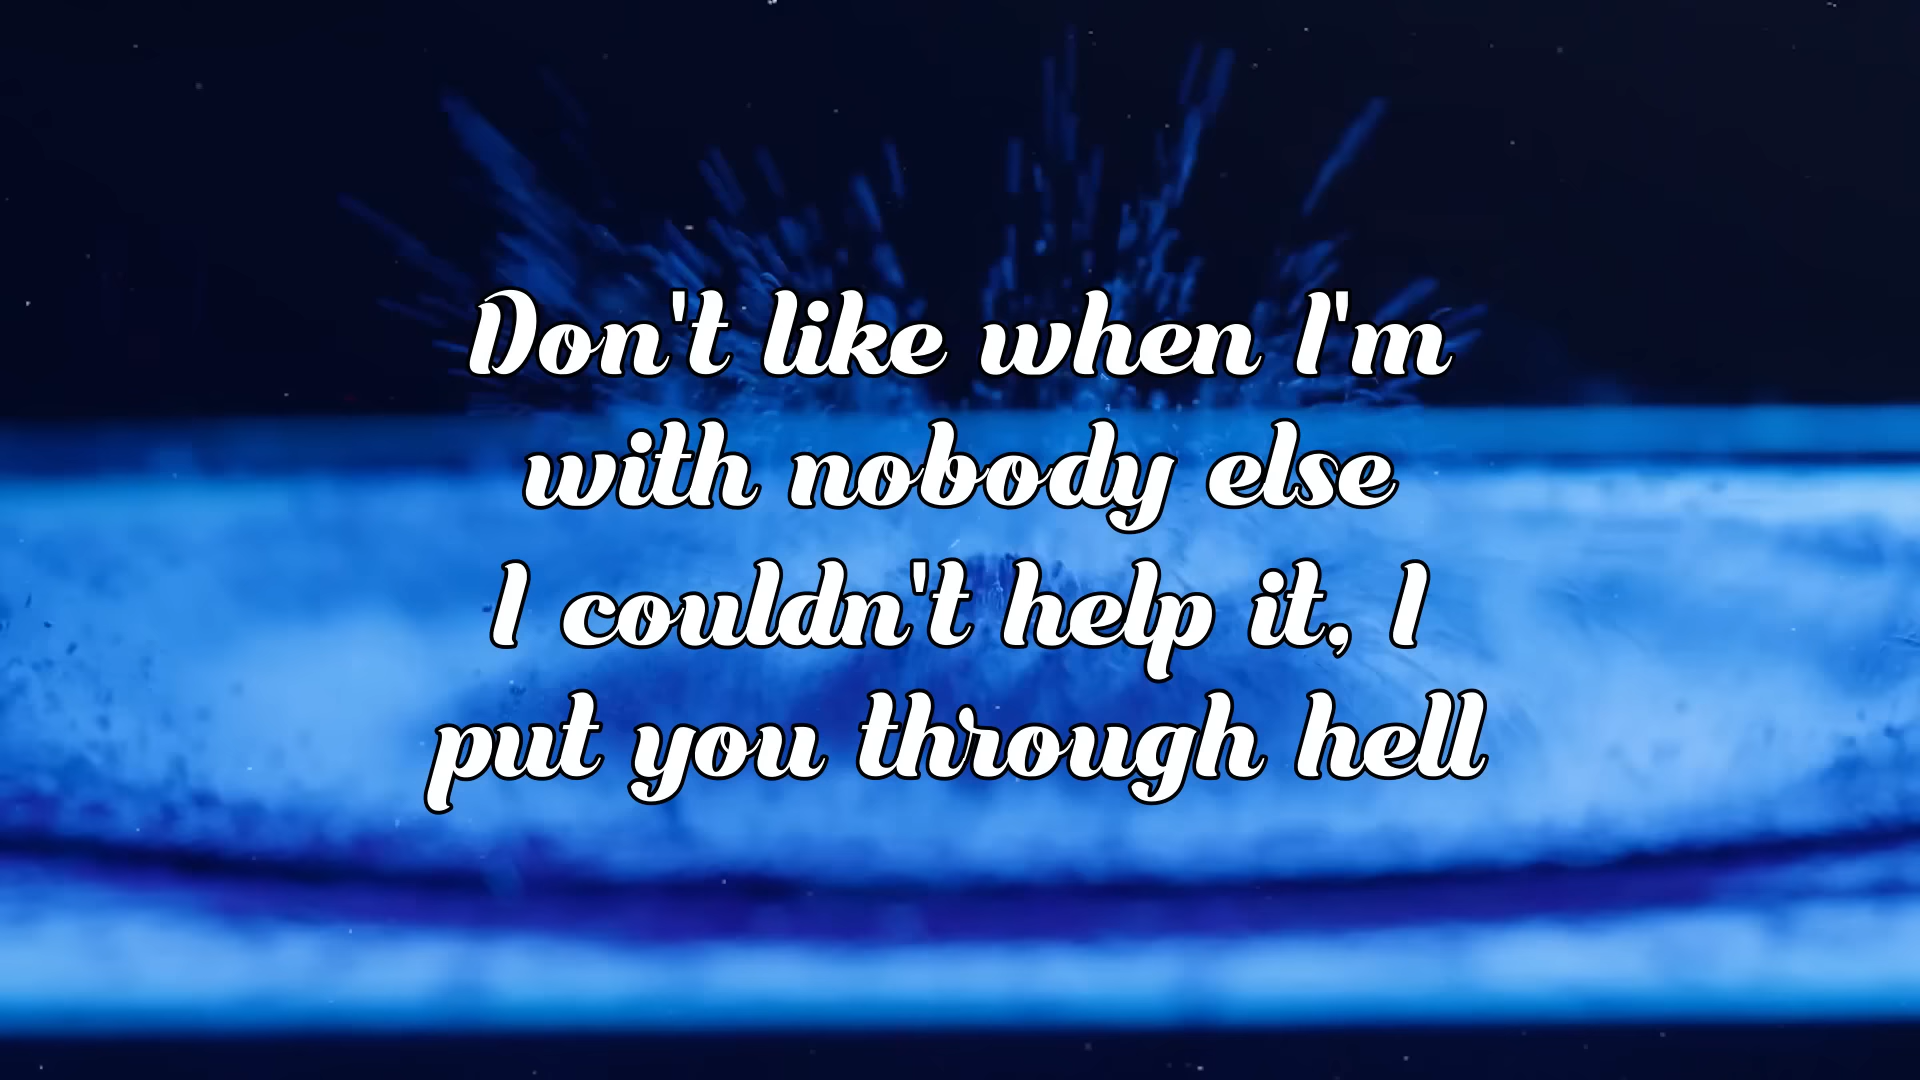 Don't like when I'm
with nobody else
I couldn't help it, I
put you through hell